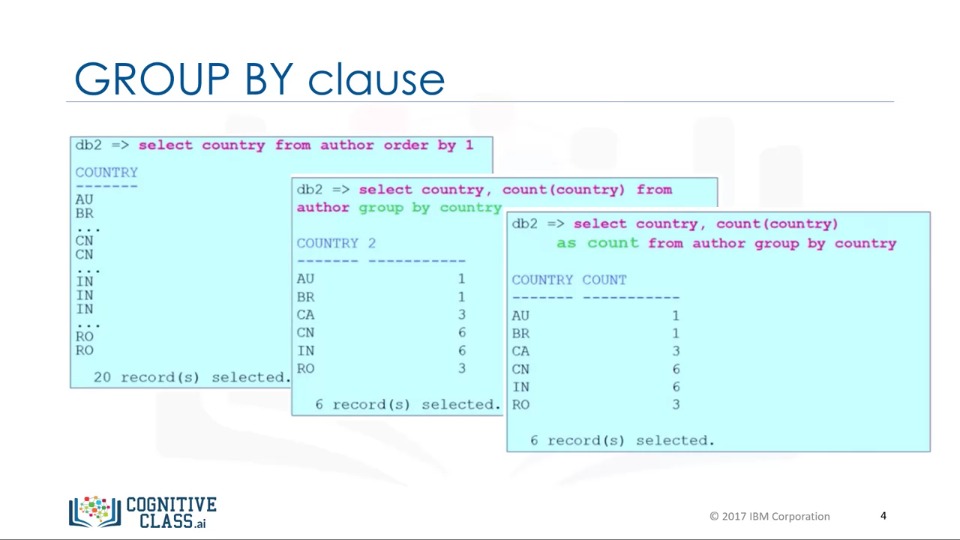 GROUP BY clause
db2 => select country from author order by 1
COUNTRY
-------
AU
BR
...
CN
CN
...
IN
IN
IN
...
RO
RO
20 record(s) selected.
db2 => select country, count(country) from
author group by country
COUNTRY 2
------- -----------
AU 1
BR 1
CA 3
CN 6
IN 6
RO 3
6 record(s) selected.
db2 => select country, count(country)
as count from author group by country
COUNTRY COUNT
------- -----------
AU 1
BR 1
CA 3
CN 6
IN 6
RO 3
6 record(s) selected.
COGNITIVE
CLASS.ai
© 2017 IBM Corporation
4